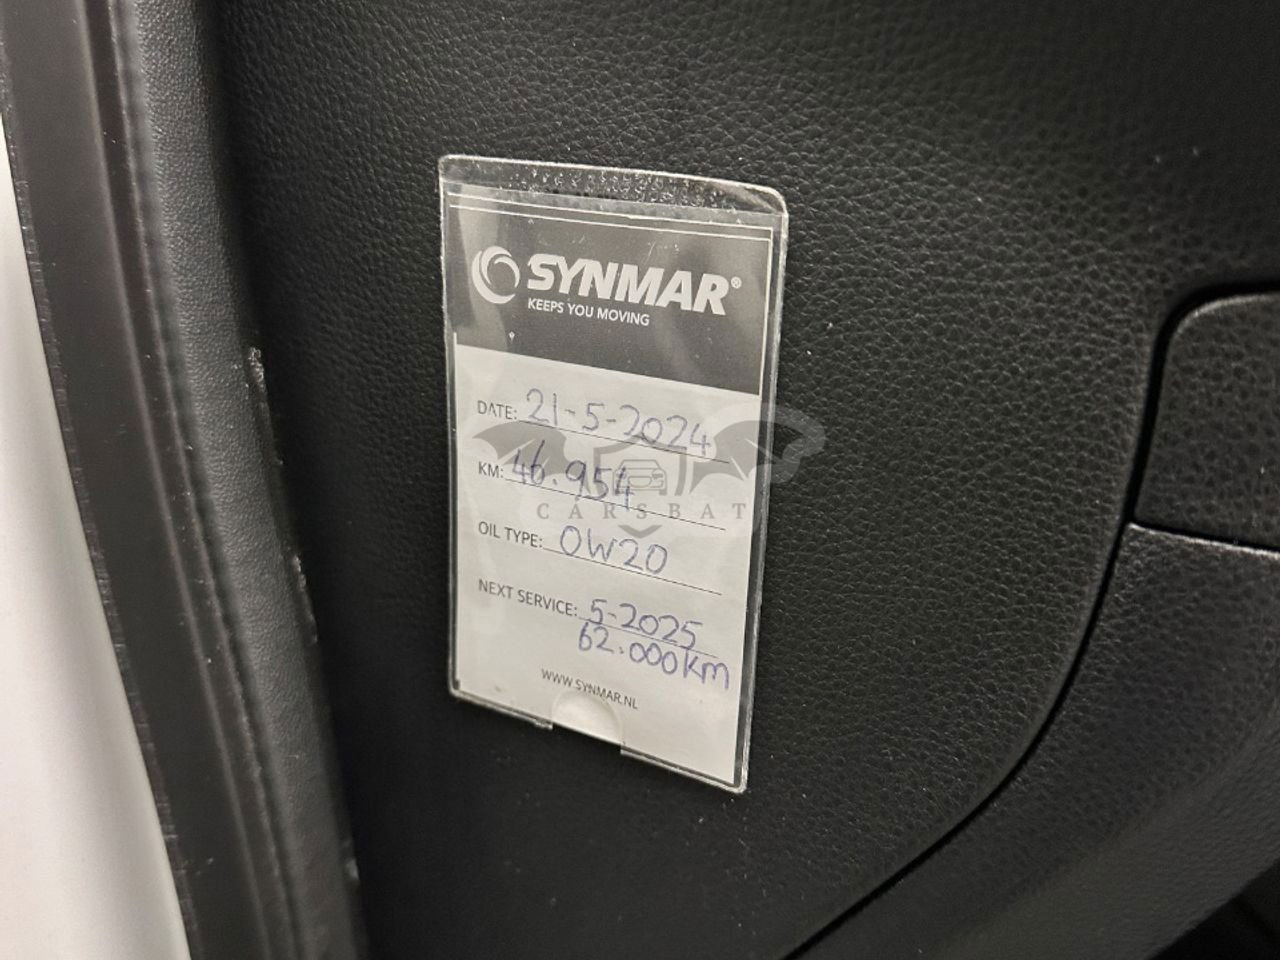 SYNMAR®
KEEPS YOU MOVING
DATE: 21-5-2024
KM: 46.954
CARSBAT
OIL TYPE: 0W20
NEXT SERVICE: 5-2025
62.000KM
WWW.SYNMAR.NL